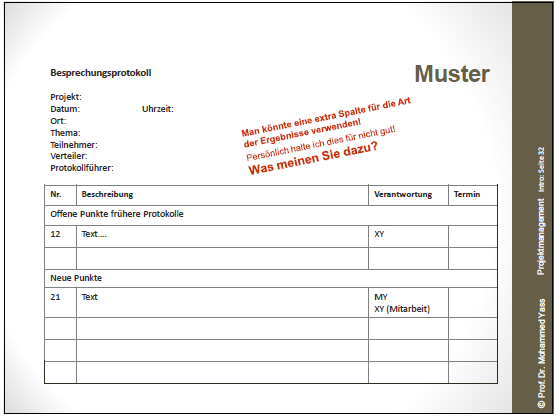 Muster
Besprechungsprotokoll
Projekt:
Datum: Uhrzeit:
Ort:
Thema:
Teilnehmer:
Verteiler:
Protokollführer:
Man könnte eine extra Spalte für die Art
der Ergebnisse verwenden!
Persönlich halte ich dies für nicht gut!
Was meinen Sie dazu?
Nr. Beschreibung Verantwortung Termin
Offene Punkte frühere Protokolle
12 Text.... XY
Neue Punkte
21 Text MY
XY (Mitarbeit)
© Prof. Dr. Mohammed Yass Projektmanagement Intro: Seite 32